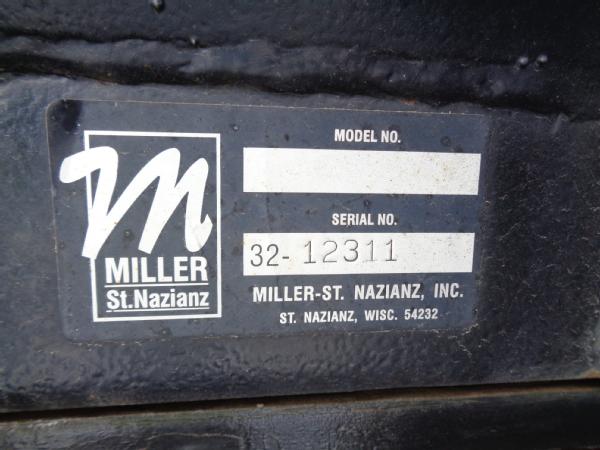 M
MILLER
St.Nazianz
MODEL NO.
SERIAL NO.
32- 12311
MILLER-ST. NAZIANZ, INC.
ST. NAZIANZ, WISC. 54232